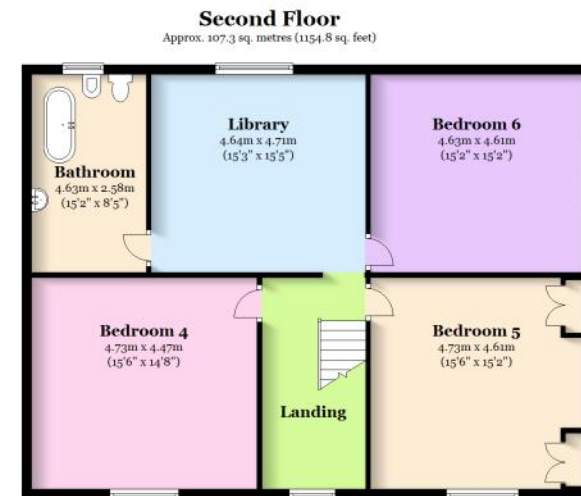 Second Floor
Approx. 107.3 sq. metres (1154.8 sq. feet)
Library
4.64m x 4.71m
(15'3" x 15'5")
Bedroom 6
4.63m x 4.61m
(15'2" x 15'2")
Bathroom
4.63m x 2.58m
(15'2" x 8'5")
Bedroom 4
4.73m x 4.47m
(15'6" x 14'8")
Bedroom 5
4.73m x 4.61m
(15'6" x 15'2")
Landing